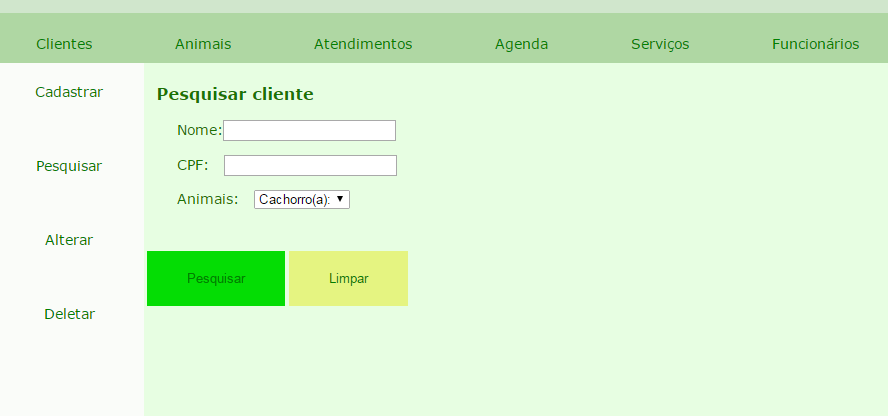 Clientes Animais Atendimentos Agenda Serviços Funcionários
Cadastrar
Pesquisar
Alterar
Deletar
Pesquisar cliente
Nome:
CPF:
Animais: Cachorro(a):
Pesquisar Limpar